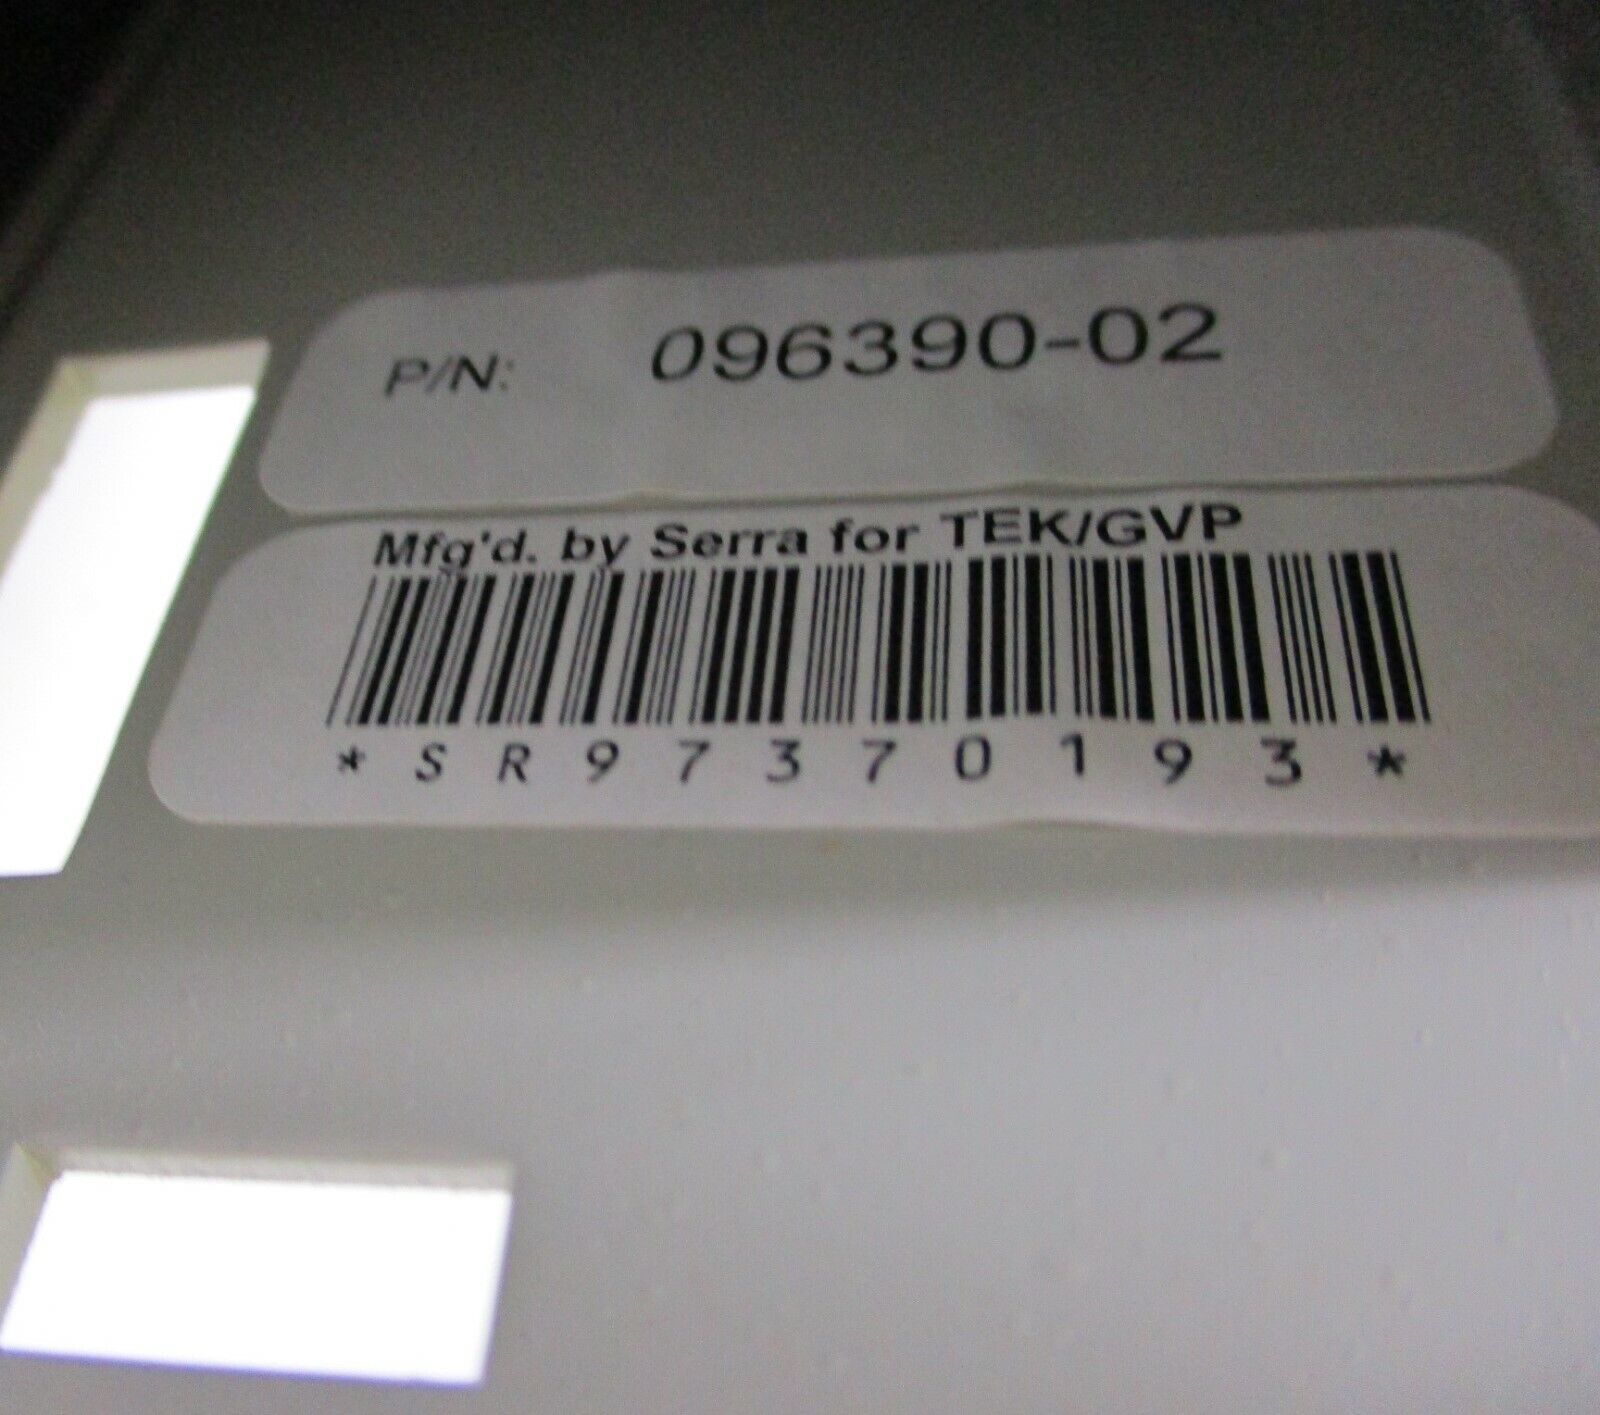 P/N: 096390-02
Mfg'd. by Serra for TEK/GVP
*SR97370193*